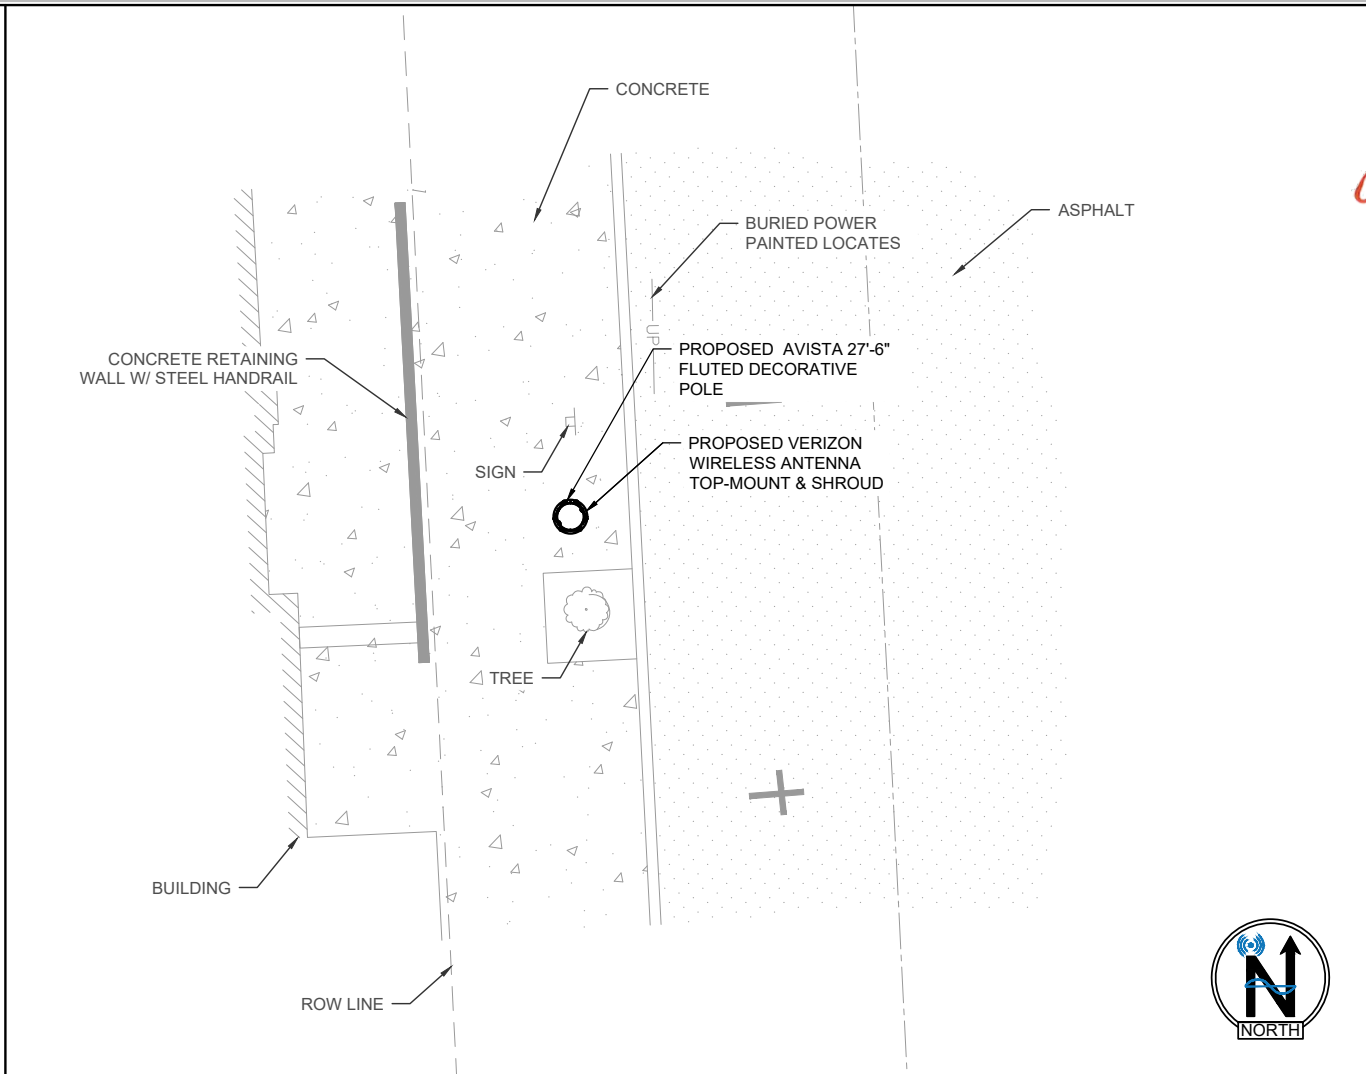 CONCRETE
ASPHALT
BURIED POWER
PAINTED LOCATES
UP
CONCRETE RETAINING
WALL W/ STEEL HANDRAIL
PROPOSED AVISTA 27'-6"
FLUTED DECORATIVE
POLE
PROPOSED VERIZON
WIRELESS ANTENNA
TOP-MOUNT & SHROUD
SIGN
TREE
BUILDING
ROW LINE
N
NORTH